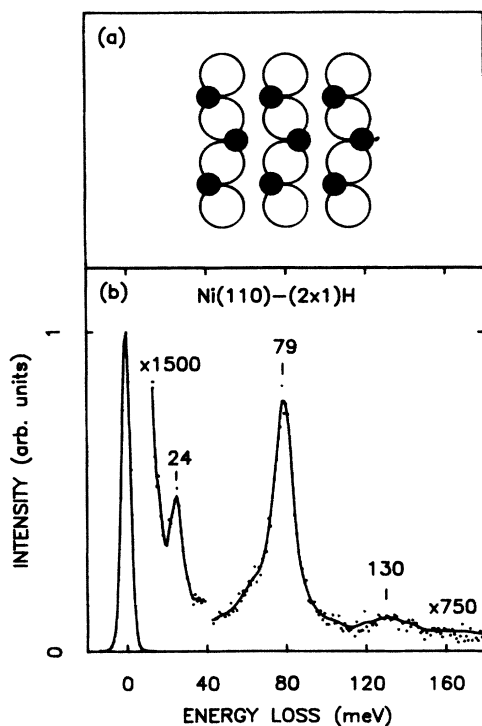 (a)
(b)
Ni(110)-(2x1)H
1
x1500
79
24
130
x750
0
INTENSITY (arb. units)
0 40 80 120 160
ENERGY LOSS (meV)